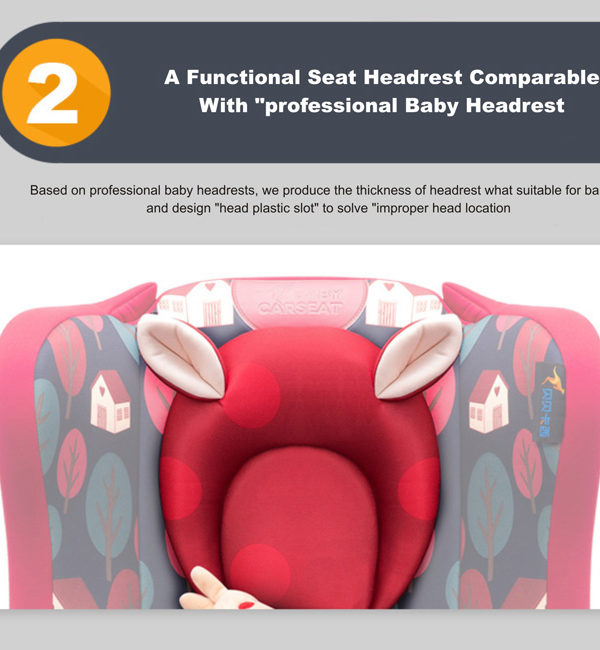 2
A Functional Seat Headrest Comparable
With "professional Baby Headrest
Based on professional baby headrests, we produce the thickness of headrest what suitable for ba
and design "head plastic slot" to solve "improper head location
CARSEAT